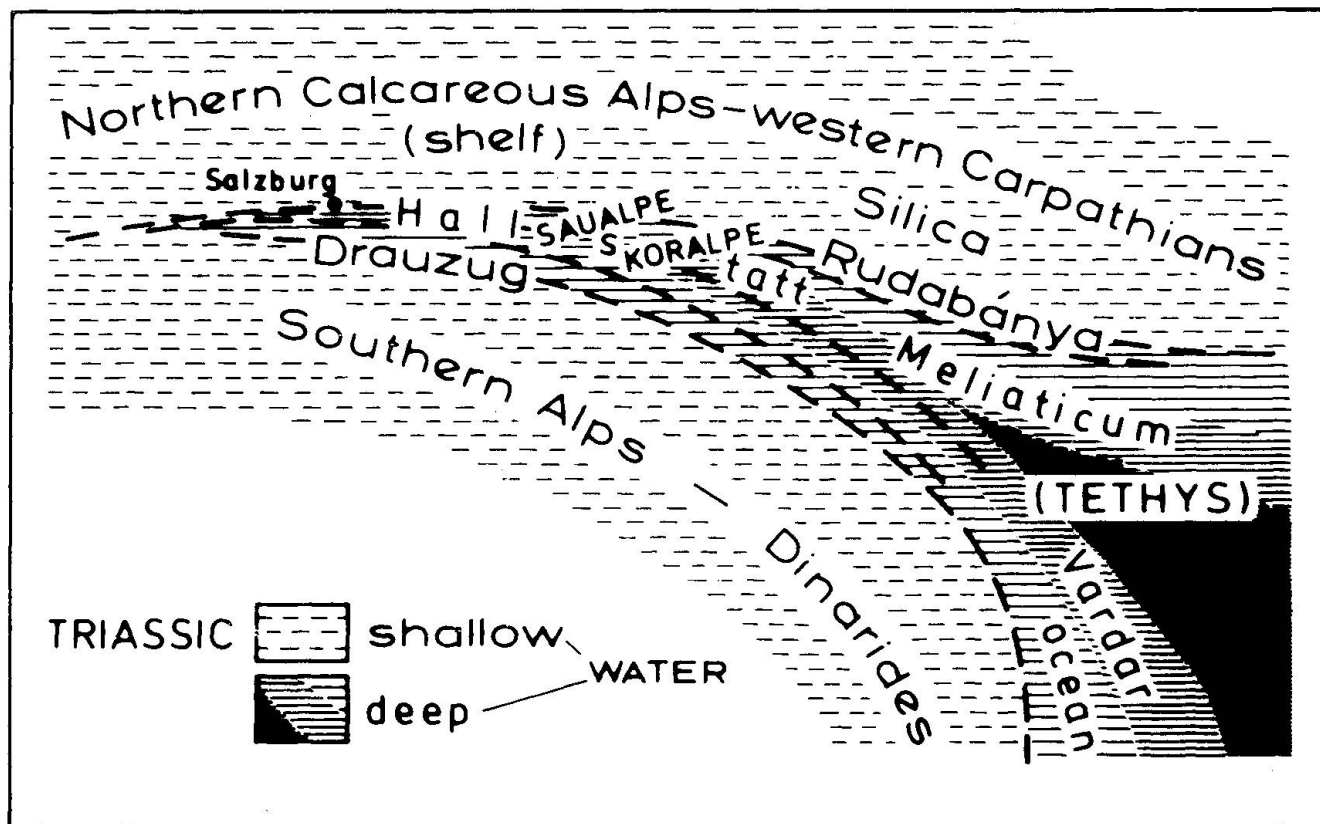 Northern Calcareous Alps–western Carpathians
(shelf)
Salzburg
Hall-
SAUALPE
S
KORALPE
tatt
Silica
Rudabánya
Drauzug
Meliaticum
Southern Alps – Dinarides
(TETHYS)
Vardar
ocean
TRIASSIC
shallow
WATER
deep